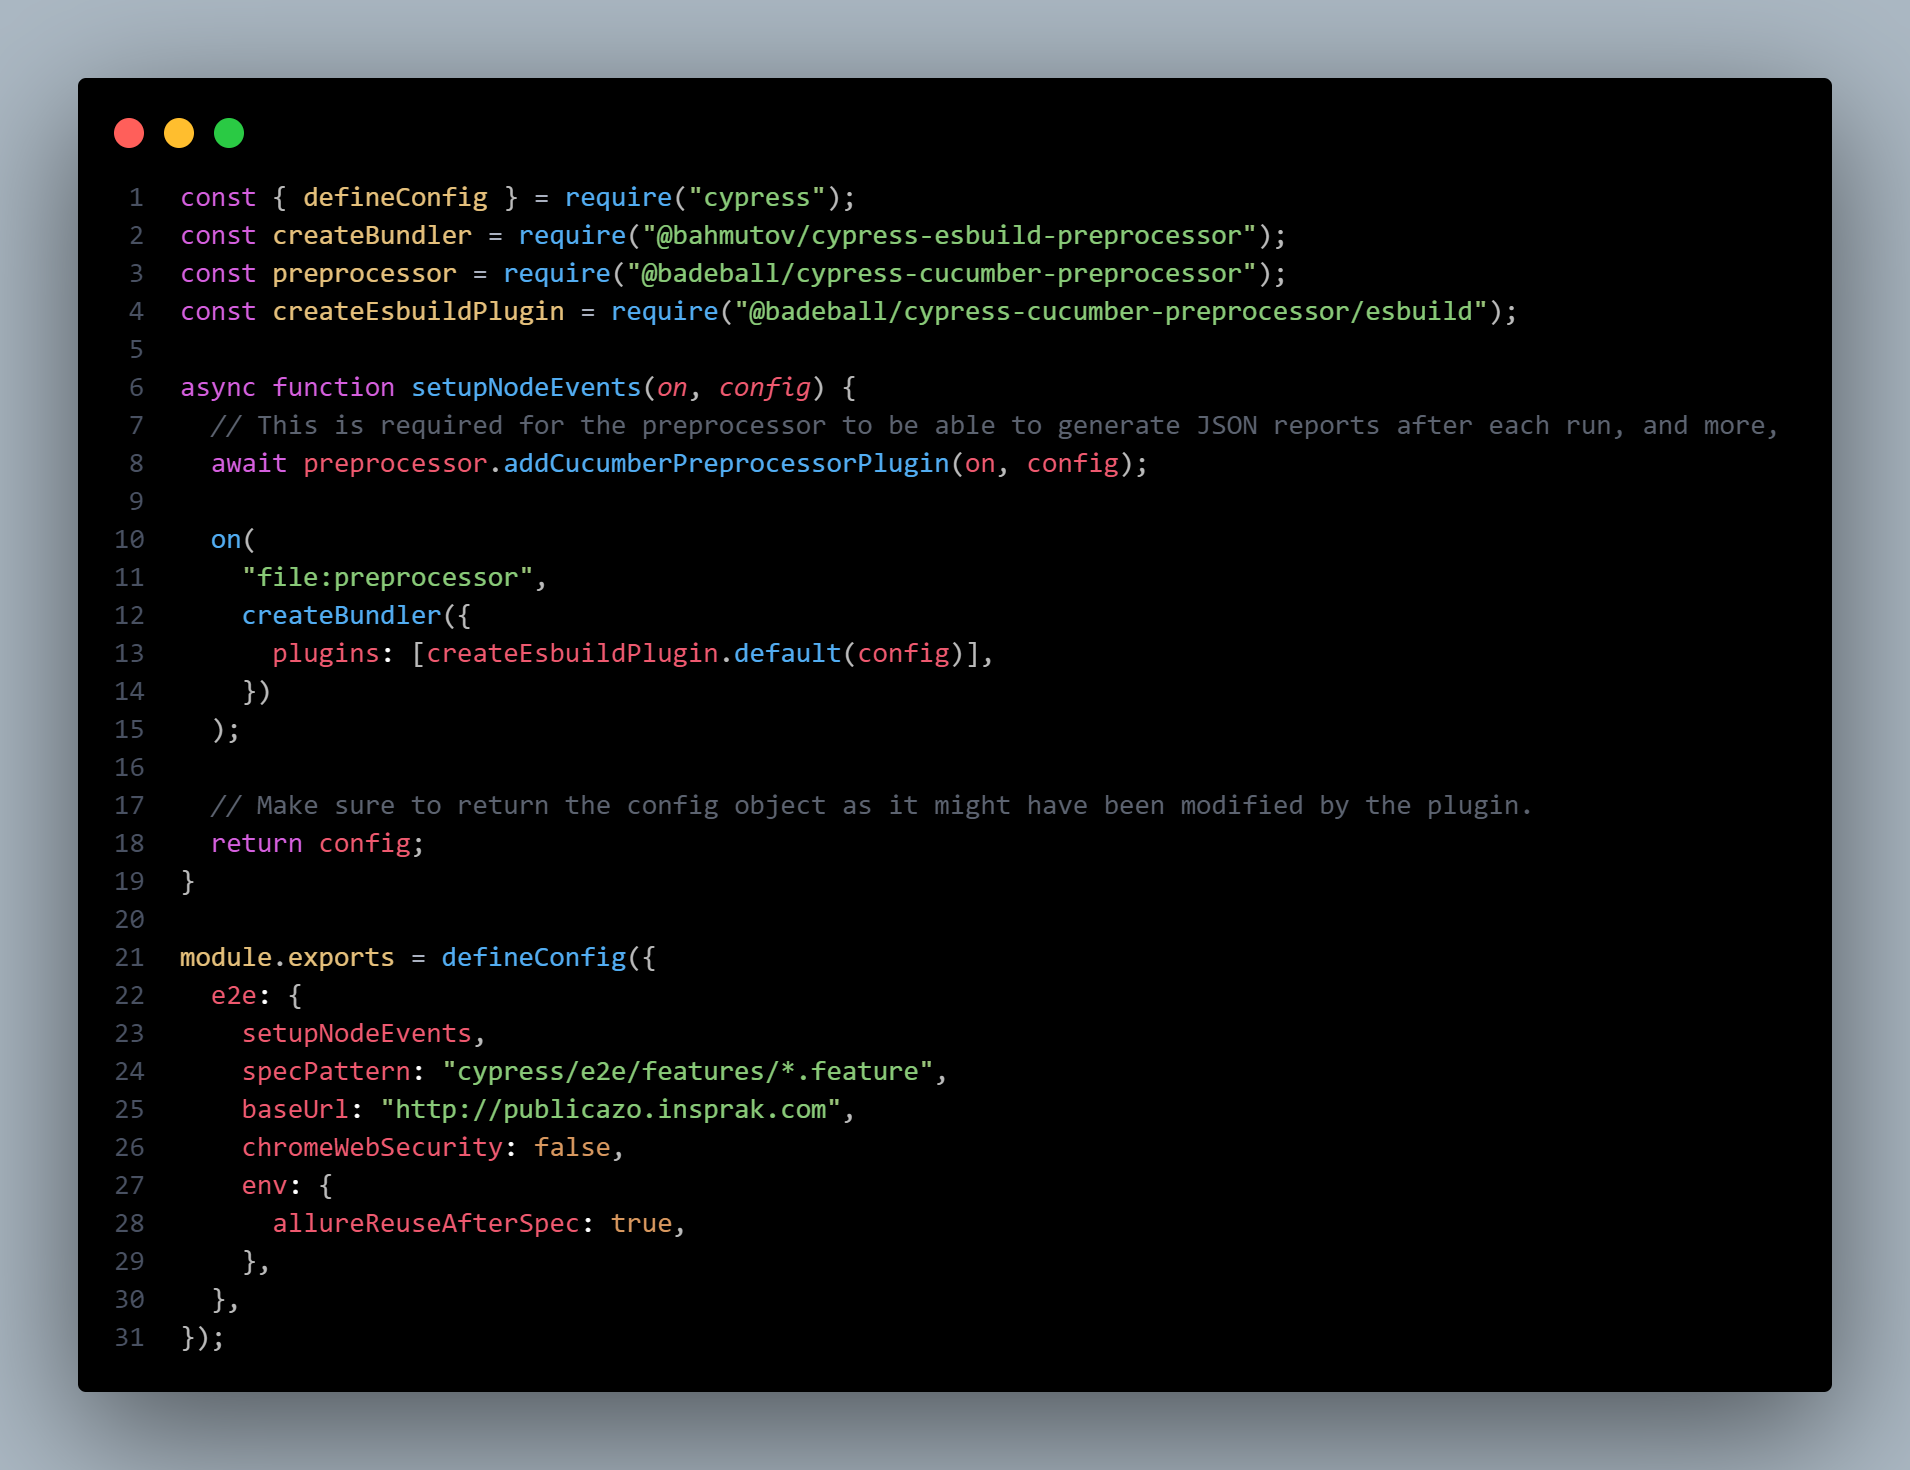 1 const { defineConfig } = require("cypress");
2 const createBundler = require("@bahmutov/cypress-esbuild-preprocessor");
3 const preprocessor = require("@badeball/cypress-cucumber-preprocessor");
4 const createEsbuildPlugin = require("@badeball/cypress-cucumber-preprocessor/esbuild");
5
6 async function setupNodeEvents(on, config) {
7   // This is required for the preprocessor to be able to generate JSON reports after each run, and more,
8   await preprocessor.addCucumberPreprocessorPlugin(on, config);
9
10   on(
11     "file:preprocessor",
12     createBundler({
13       plugins: [createEsbuildPlugin.default(config)],
14     })
15   );
16
17   // Make sure to return the config object as it might have been modified by the plugin.
18   return config;
19 }
20
21 module.exports = defineConfig({
22   e2e: {
23     setupNodeEvents,
24     specPattern: "cypress/e2e/features/*.feature",
25     baseUrl: "http://publicazo.insprak.com",
26     chromeWebSecurity: false,
27     env: {
28       allureReuseAfterSpec: true,
29     },
30   },
31 });